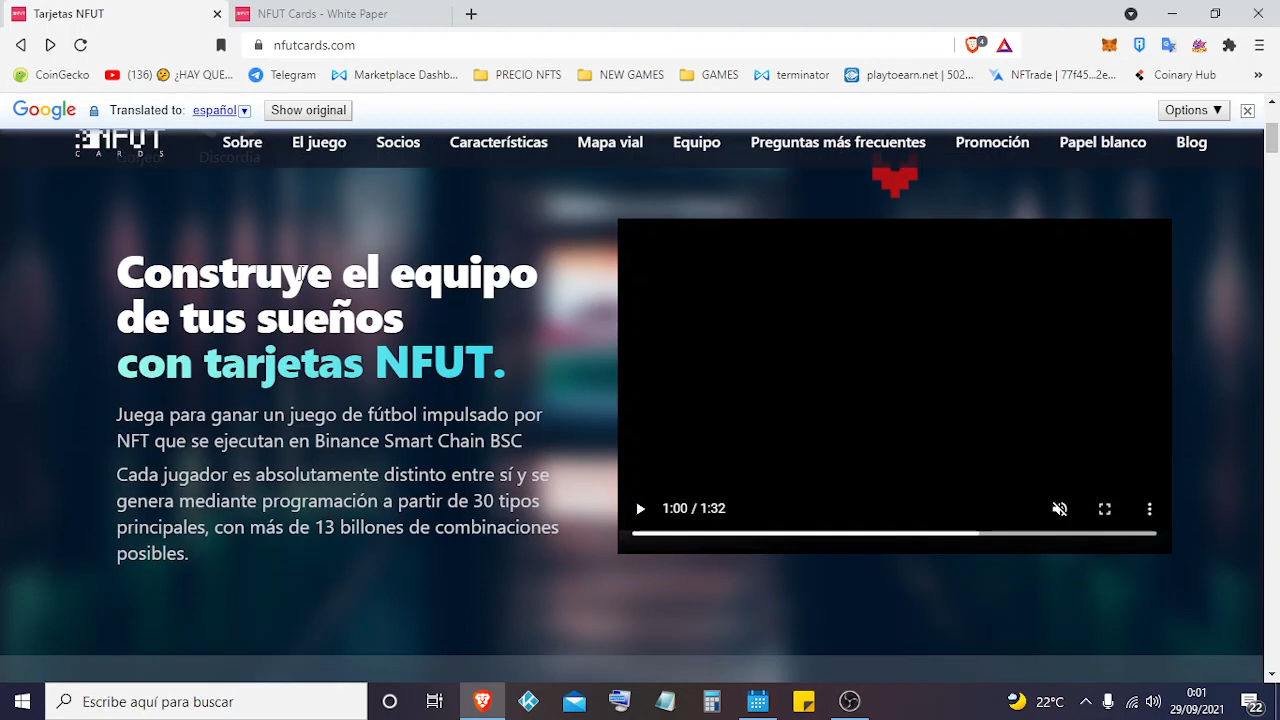 Tarjetas NFUT
NFUT Cards - White Paper
nfutcards.com
4
CoinGecko
(136) 🤔 ¿HAY QUE...
Telegram
Marketplace Dashb...
PRECIO NFTS
NEW GAMES
GAMES
terminator
playtoearn.net | 502...
NFTrade | 77f45...2e...
Coinary Hub
»
Google
Translated to: español
Show original
Options ▼
NFUT
CARDS
Gorjeo
Discordia
Sobre
El juego
Socios
Características
Mapa vial
Equipo
Preguntas más frecuentes
Promoción
Papel blanco
Blog
Construye el equipo
de tus sueños
con tarjetas NFUT.
Juega para ganar un juego de fútbol impulsado por
NFT que se ejecutan en Binance Smart Chain BSC
Cada jugador es absolutamente distinto entre sí y se
genera mediante programación a partir de 30 tipos
principales, con más de 13 billones de combinaciones
posibles.
1:00 / 1:32
Escribe aquí para buscar
22°C
0:01
29/09/2021
22